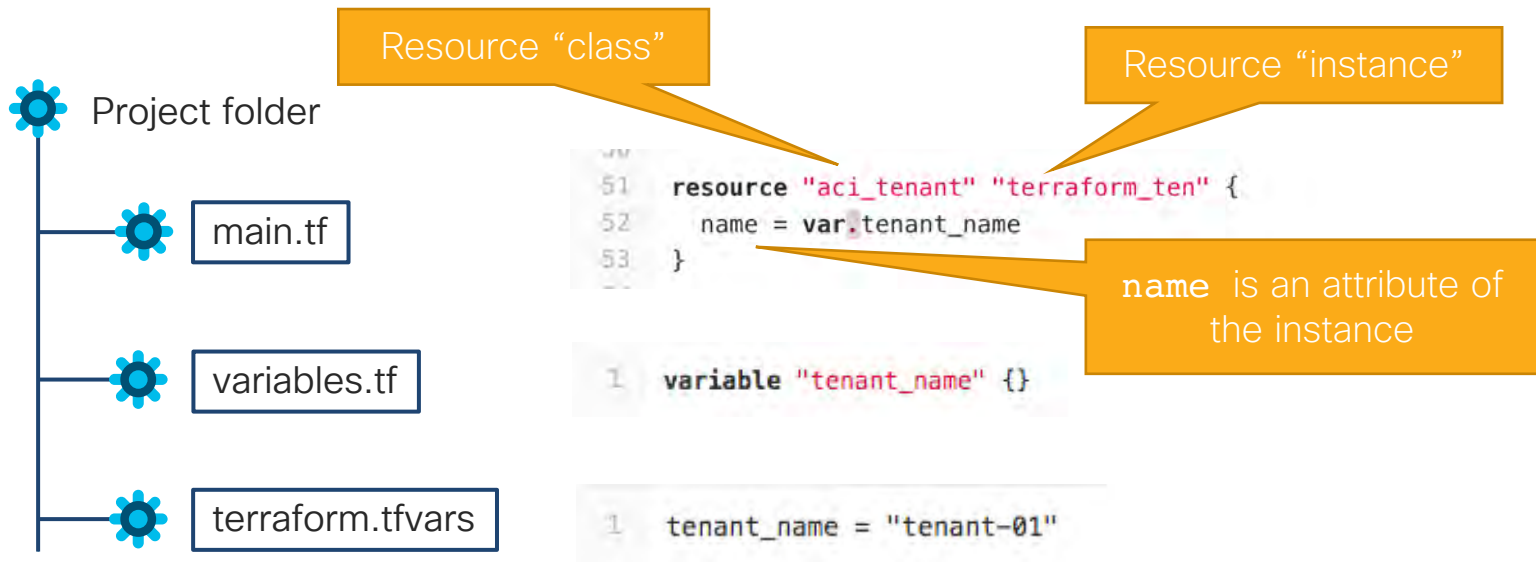 Resource “class”
Resource “instance”
Project folder
main.tf
51 resource "aci_tenant" "terraform_ten" {
52 name = var.tenant_name
53 }
name is an attribute of
the instance
variables.tf
1 variable "tenant_name" {}
terraform.tfvars
1 tenant_name = "tenant-01"